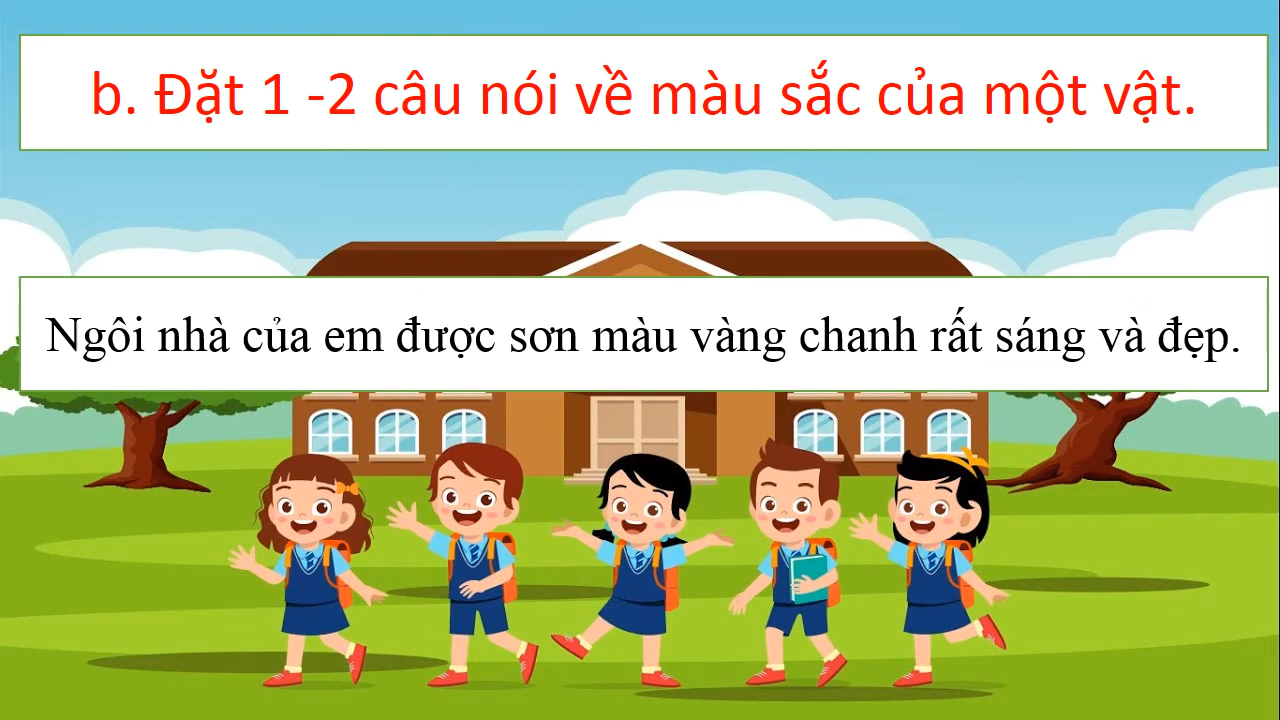 b. Đặt 1 -2 câu nói về màu sắc của một vật.
Ngôi nhà của em được sơn màu vàng chanh rất sáng và đẹp.